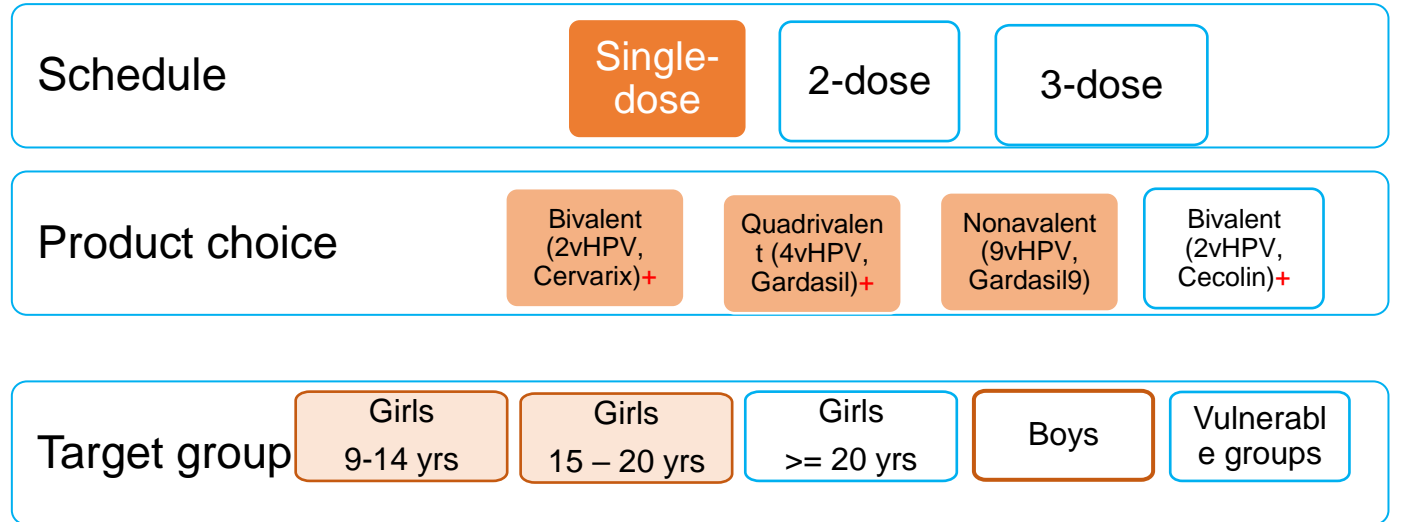 Schedule
Single-
dose
2-dose
3-dose
Product choice
Bivalent
(2vHPV,
Cervarix)+
Quadrivalen
t (4vHPV,
Gardasil)+
Nonavalent
(9vHPV,
Gardasil9)
Bivalent
(2vHPV,
Cecolin)+
Target group
Girls
9-14 yrs
Girls
15 – 20 yrs
Girls
>= 20 yrs
Boys
Vulnerabl
e groups